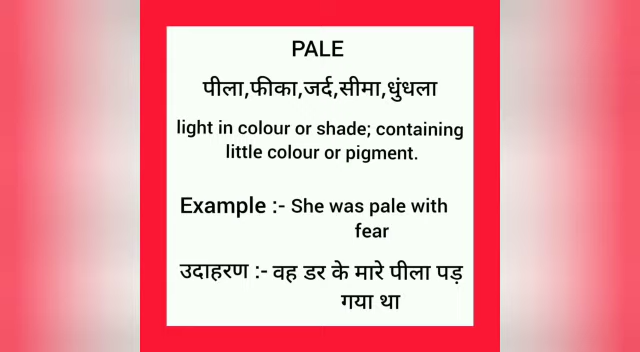 PALE
पीला,फीका,जर्द,सीमा,धुंधला
light in colour or shade; containing
little colour or pigment.
Example :- She was pale with
fear
उदाहरण :- वह डर के मारे पीला पड़
गया था